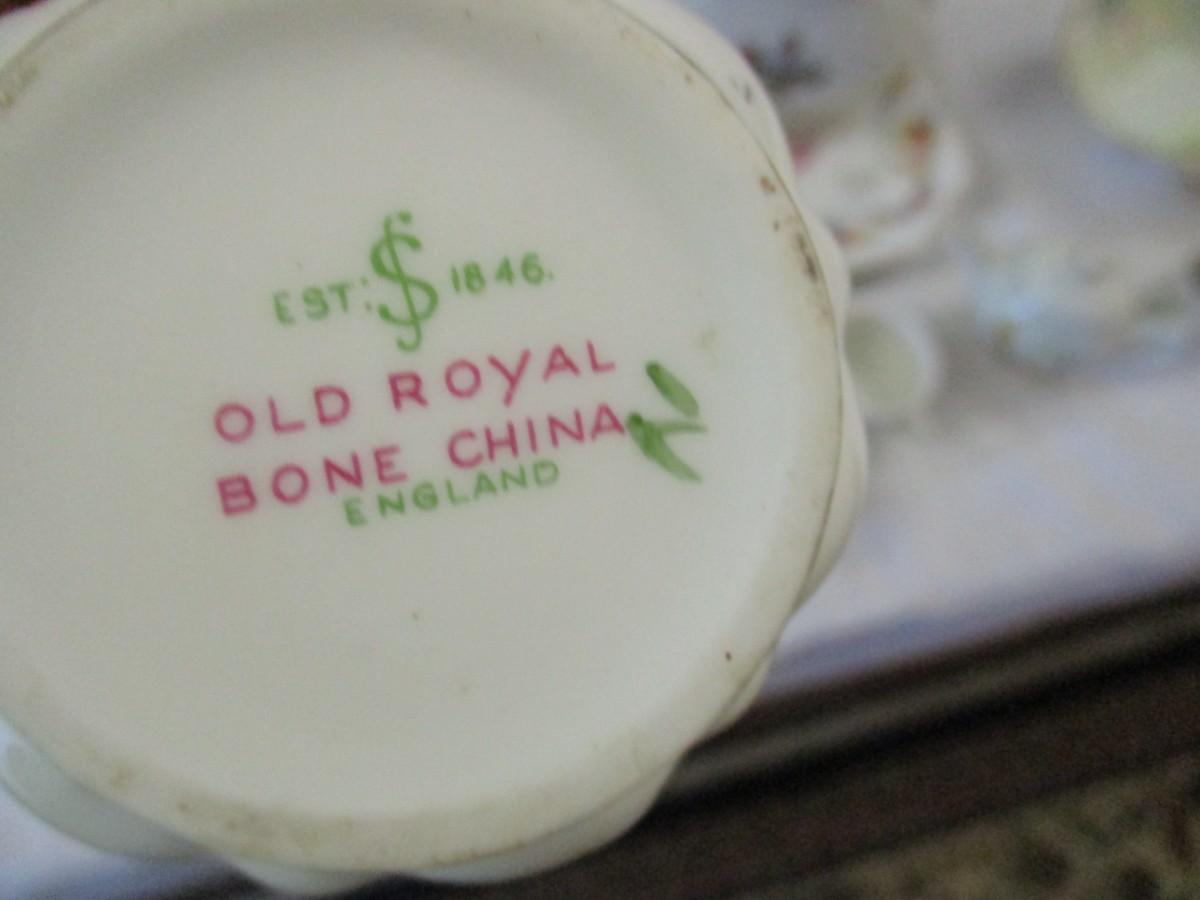 EST: $ 1846.
OLD ROYAL
BONE CHINA
ENGLAND